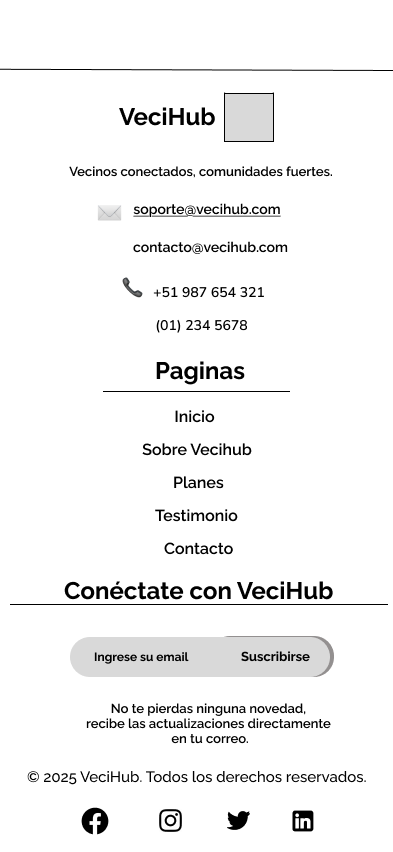 VeciHub
Vecinos conectados, comunidades fuertes.
soporte@vecihub.com
contacto@vecihub.com
+51 987 654 321
(01) 234 5678
Paginas
Inicio
Sobre Vecihub
Planes
Testimonio
Contacto
Conéctate con VeciHub
Ingrese su email
Suscribirse
No te pierdas ninguna novedad,
recibe las actualizaciones directamente
en tu correo.
© 2025 VeciHub. Todos los derechos reservados.